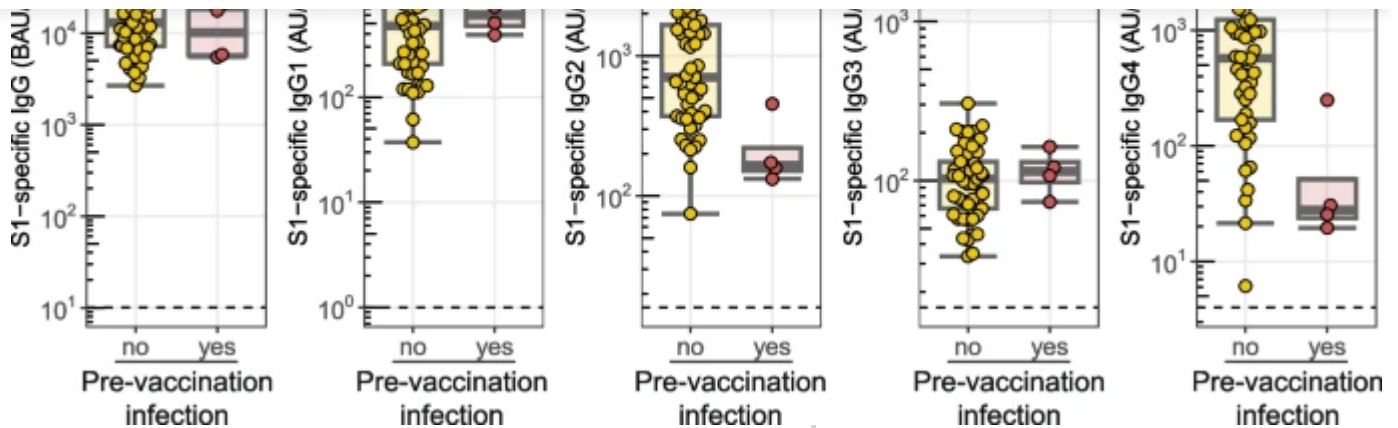 S1−specific IgG (BAU/
10⁴
10³
10²
10¹
no yes
Pre-vaccination
infection
S1−specific IgG1 (AU/
10²
10¹
10⁰
no yes
Pre-vaccination
infection
S1−specific IgG2 (AU/
10³
10²
no yes
Pre-vaccination
infection
S1−specific IgG3 (AU/
10³
10²
no yes
Pre-vaccination
infection
S1−specific IgG4 (AU/
10³
10²
10¹
no yes
Pre-vaccination
infection